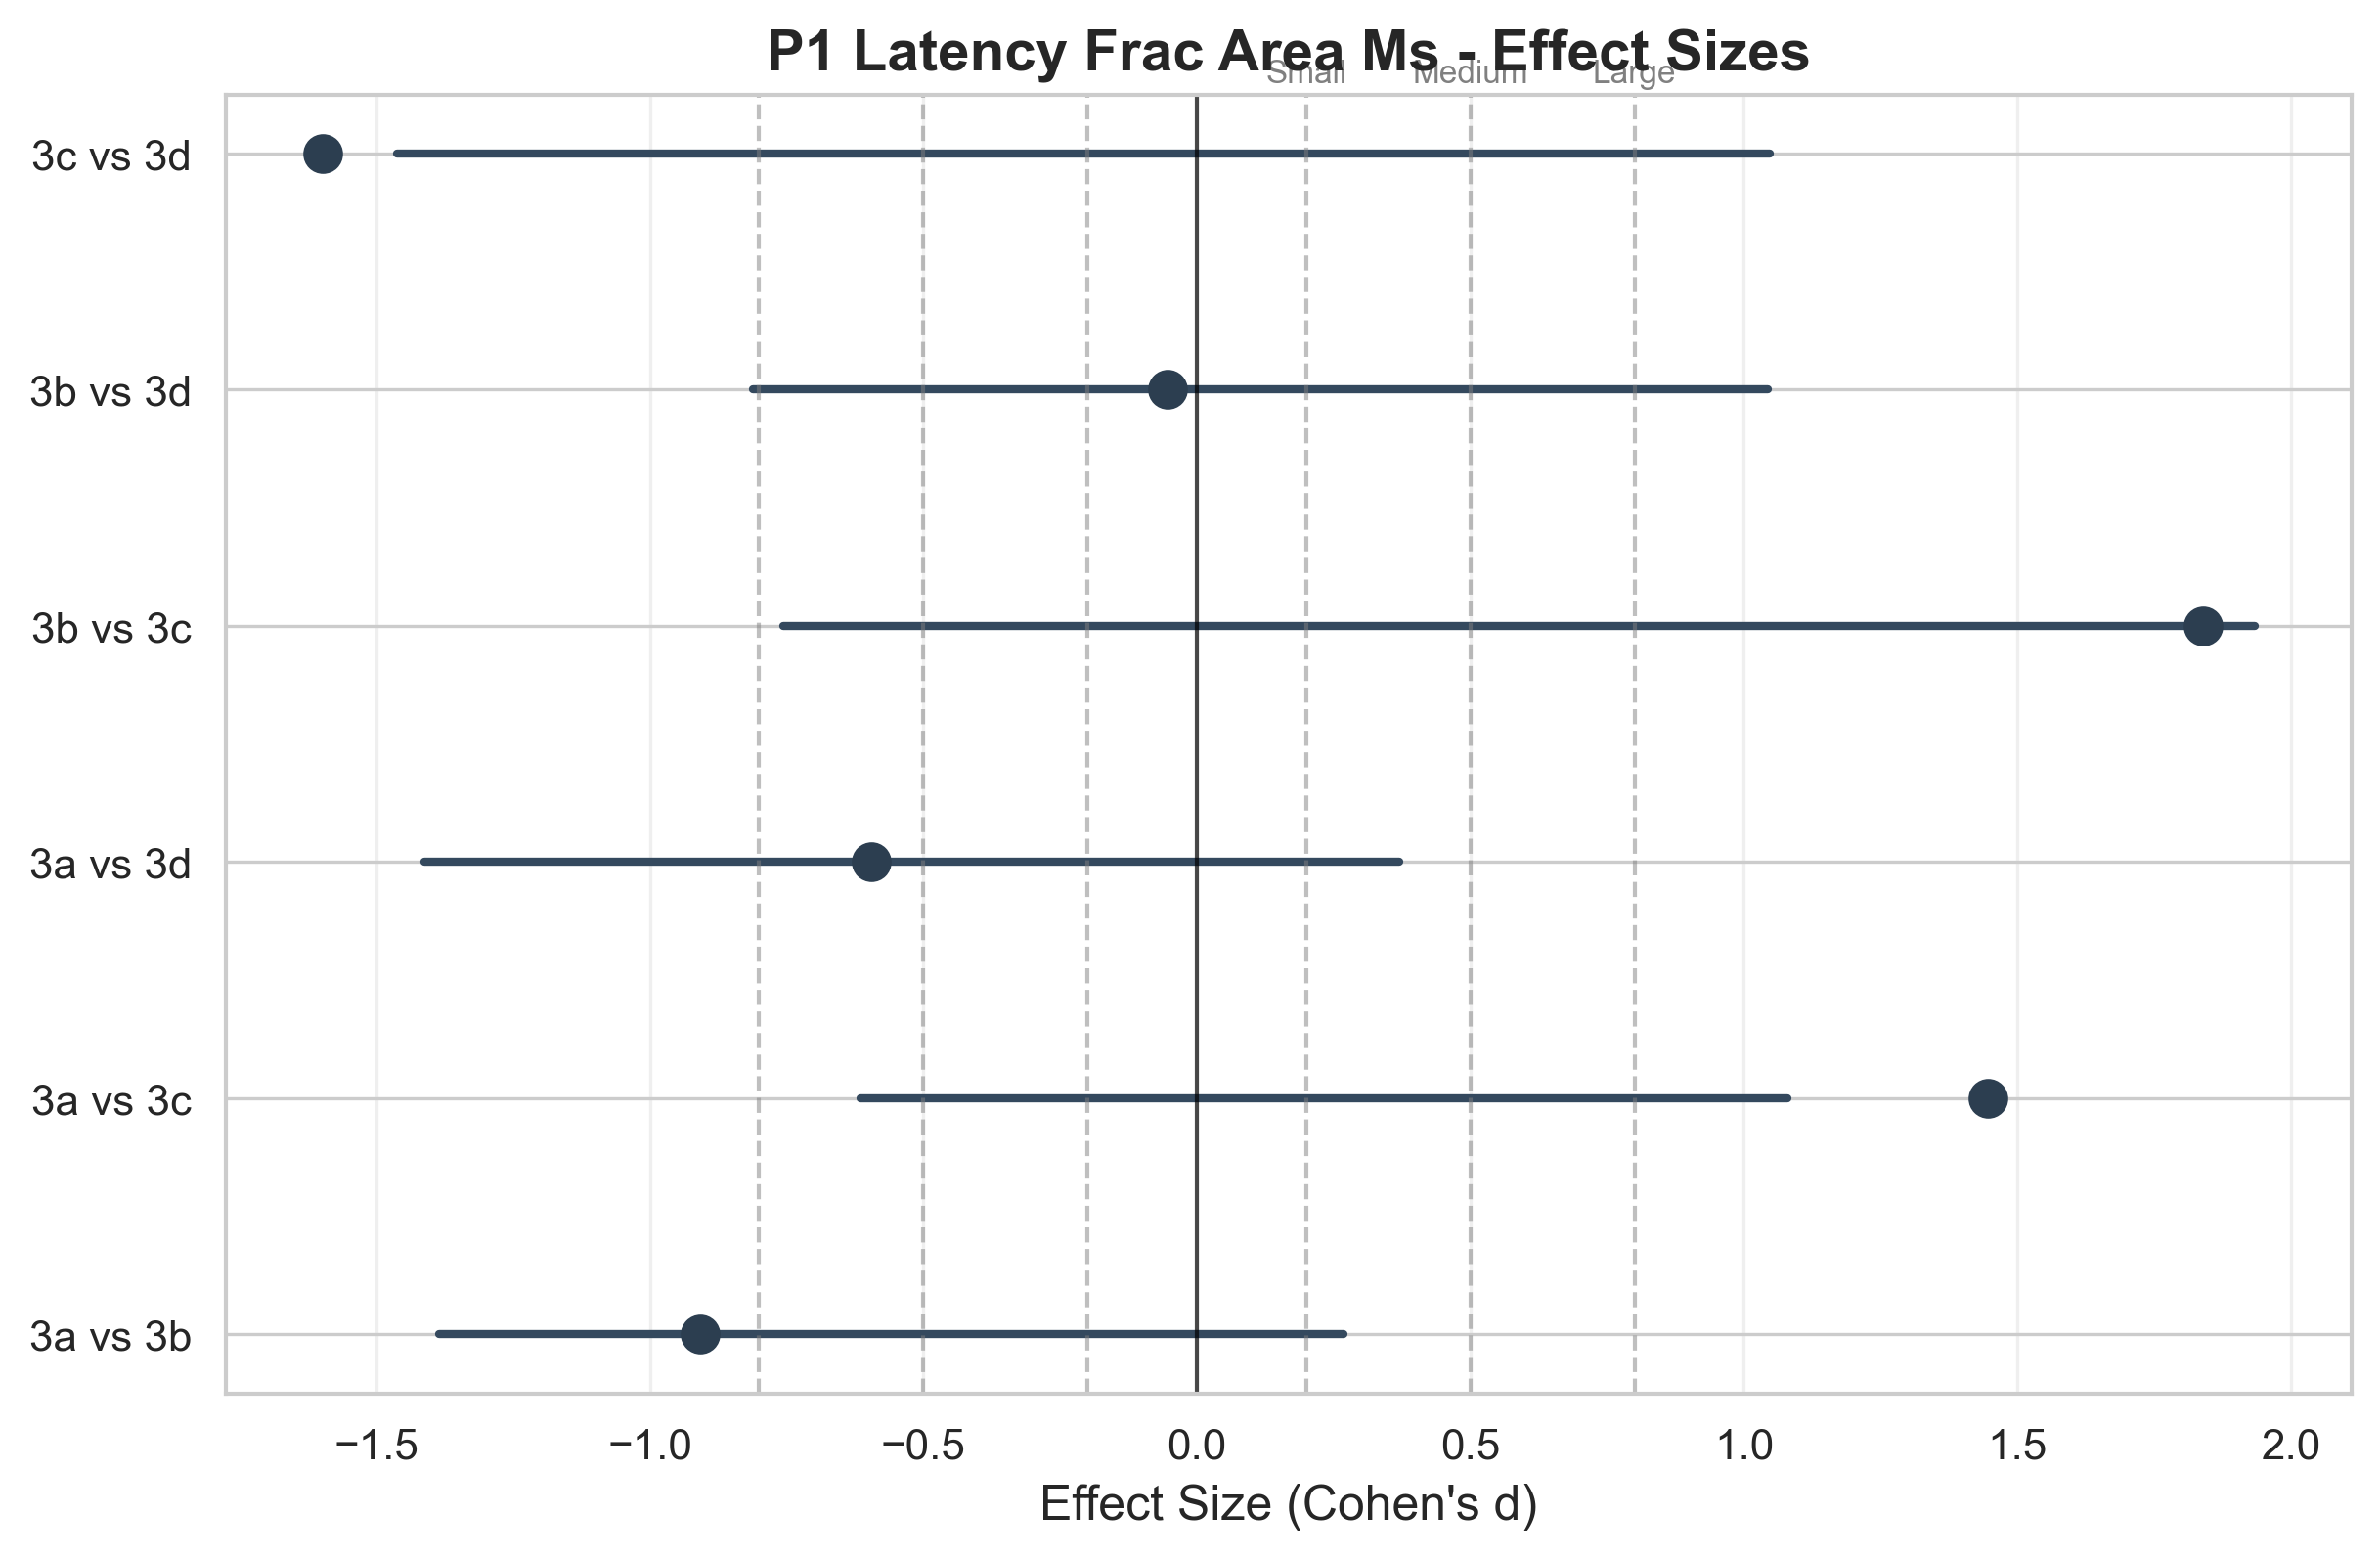 P1 Latency Frac Area Ms - Effect Sizes
Small Medium Large
3c vs 3d
3b vs 3d
3b vs 3c
3a vs 3d
3a vs 3c
3a vs 3b
−1.5 −1.0 −0.5 0.0 0.5 1.0 1.5 2.0
Effect Size (Cohen's d)